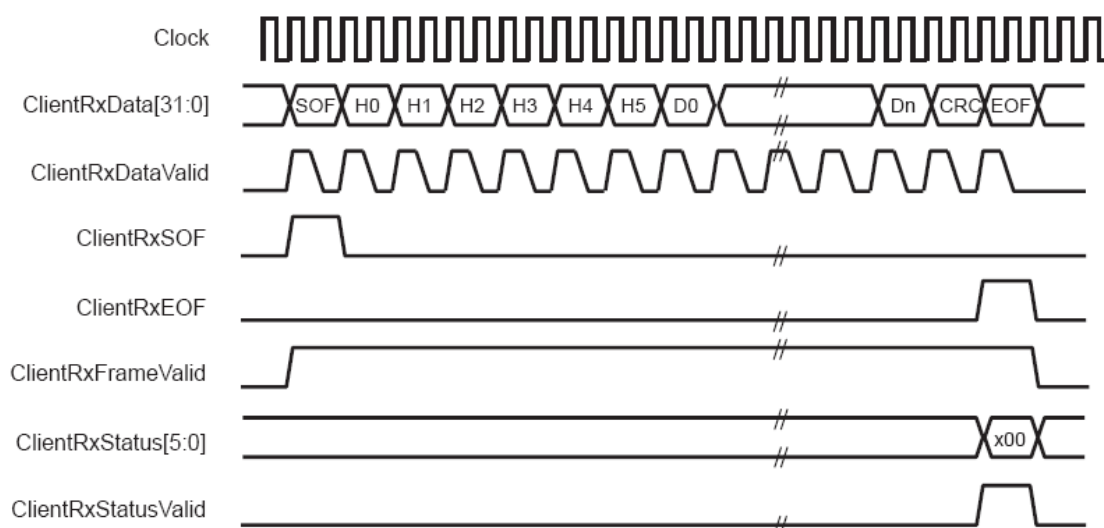 Clock
ClientRxData[31:0] SOF H0 H1 H2 H3 H4 H5 D0 // Dn CRC EOF
ClientRxDataValid
ClientRxSOF
ClientRxEOF
ClientRxFrameValid
ClientRxStatus[5:0] x00
ClientRxStatusValid